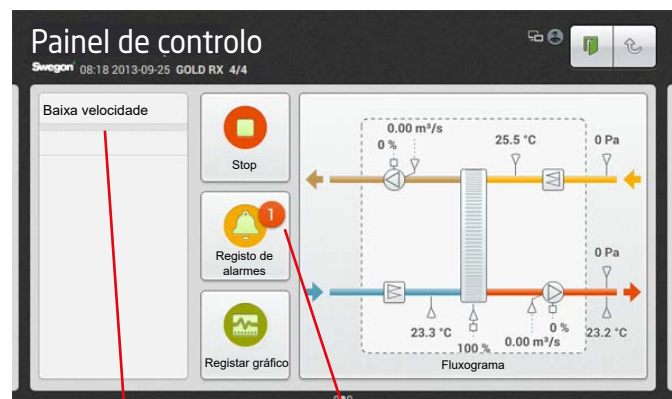 Painel de controlo
Swegon 08:18 2013-09-25 GOLD RX 4/4
Baixa velocidade
Stop
1
Registo de
alarmes
Registar gráfico
0.00 m³/s
0 %
25.5 °C
0 Pa
0 Pa
23.3 °C
100 %
0.00 m³/s
0 %
23.2 °C
Fluxograma